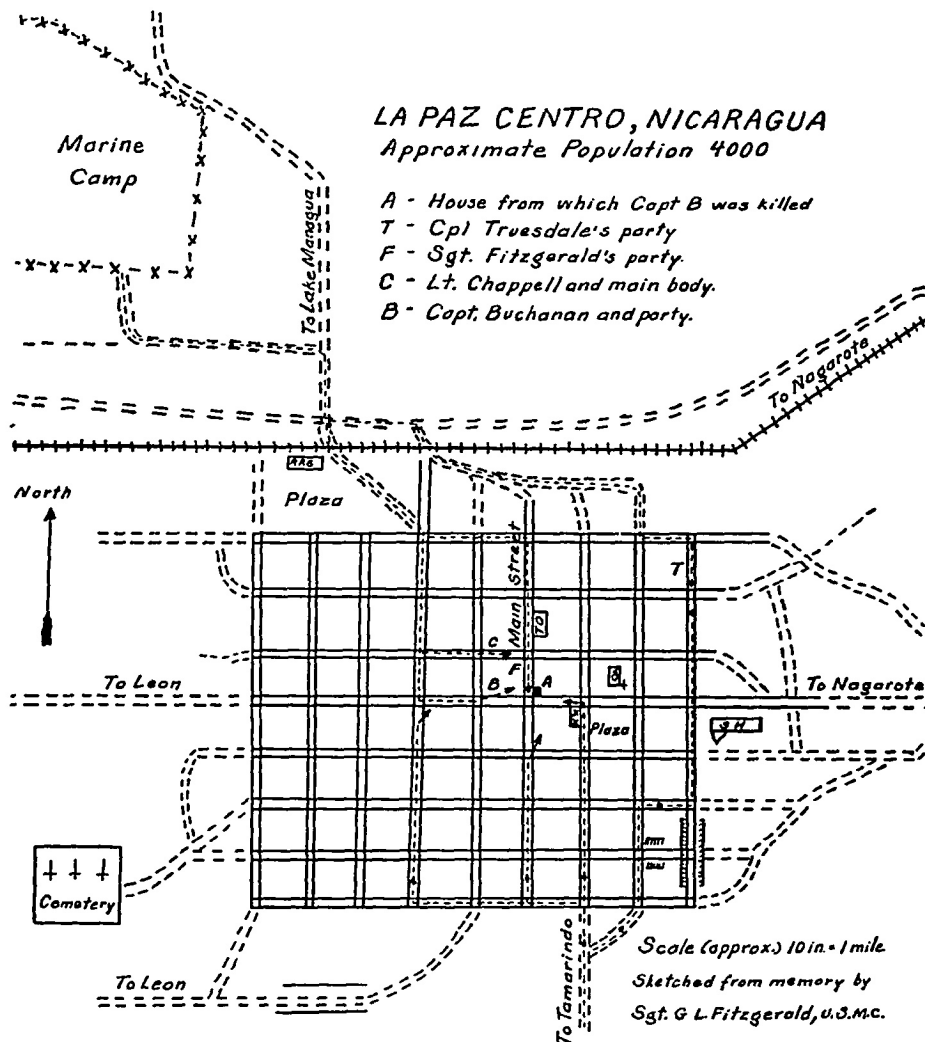 LA PAZ CENTRO, NICARAGUA
Approximate Population 4000
Marine
Camp
A - House from which Capt B was killed
T - Cpl Truesdale's party
F - Sgt. Fitzgerald's party.
C - Lt. Chappell and main body.
B - Capt. Buchanan and party.
To Lake Managua
To Nagarote
North
Plaza
Main Street
T
TO
C
F
B
A
To Leon
To Nagarote
Plaza
S H
A
Cemetery
To Leon
To Tamarindo
Scale (approx.) 10 in. = 1 mile
Sketched from memory by
Sgt. G L. Fitzgerald, U.S.M.C.